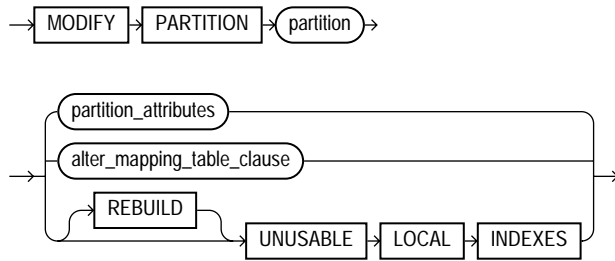 MODIFY PARTITION partition
partition_attributes
alter_mapping_table_clause
REBUILD
UNUSABLE LOCAL INDEXES